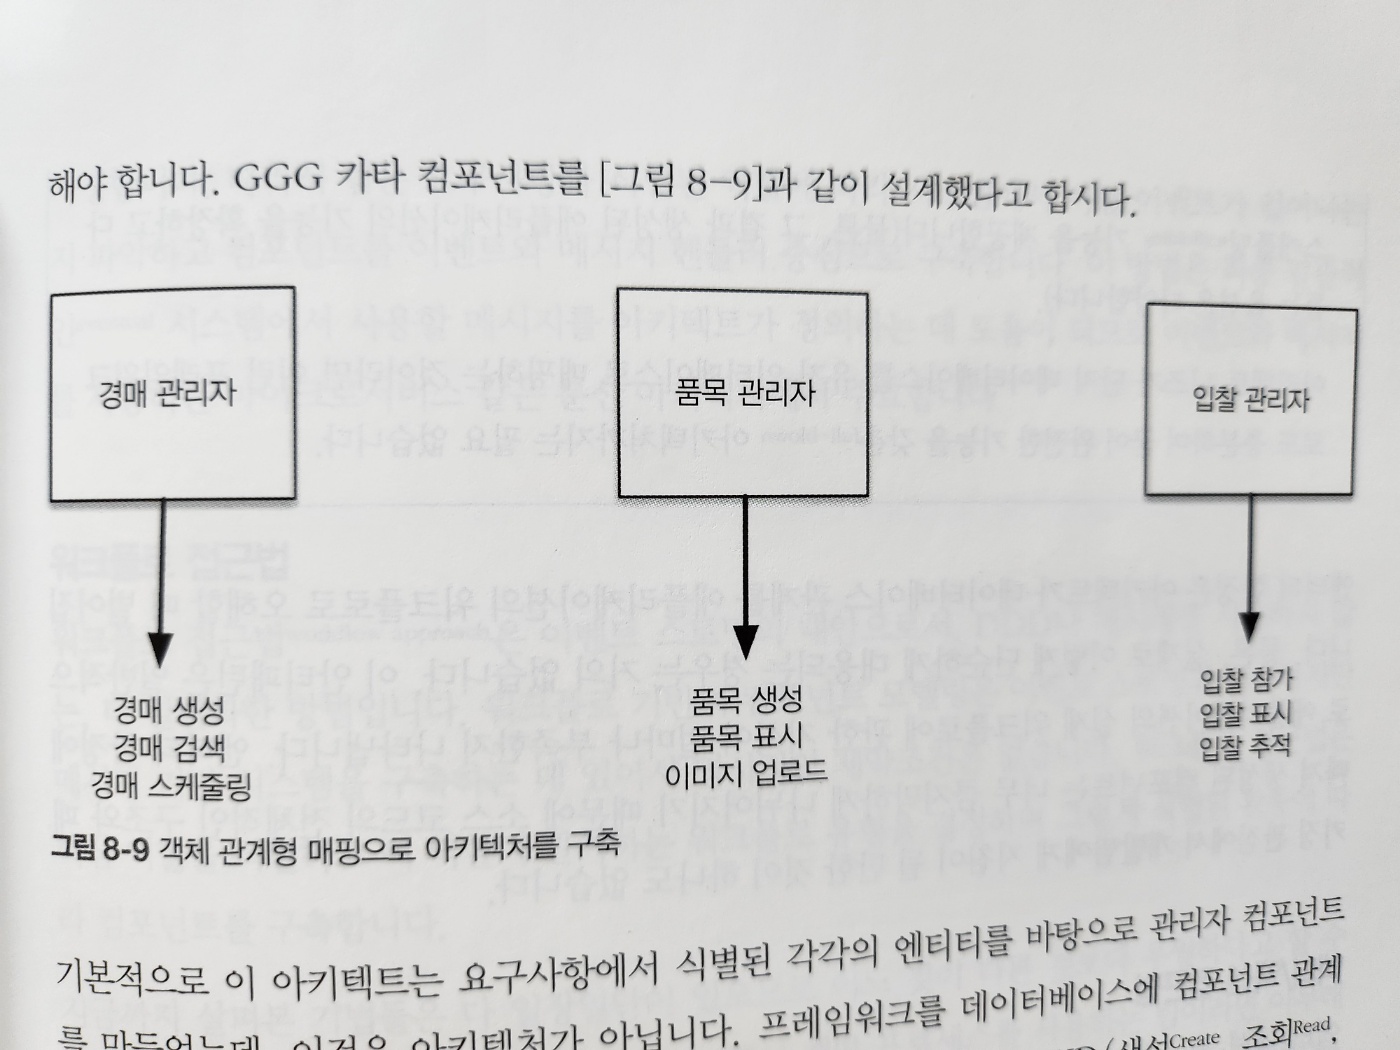 해야 합니다. GGG 카타 컴포넌트를 [그림 8-9]과 같이 설계했다고 합시다.
경매 관리자
품목 관리자
입찰 관리자
경매 생성
경매 검색
경매 스케줄링
품목 생성
품목 표시
이미지 업로드
입찰 참가
입찰 표시
입찰 추적
그림 8-9 객체 관계형 매핑으로 아키텍처를 구축
기본적으로 이 아키텍트는 요구사항에서 식별된 각각의 엔티티를 바탕으로 관리자 컴포넌트
를 만들었는데, 이것은 아키텍처가 아닙니다. 프레임워크를 데이터베이스에 컴포넌트 관계
생성Create, 조회Read,